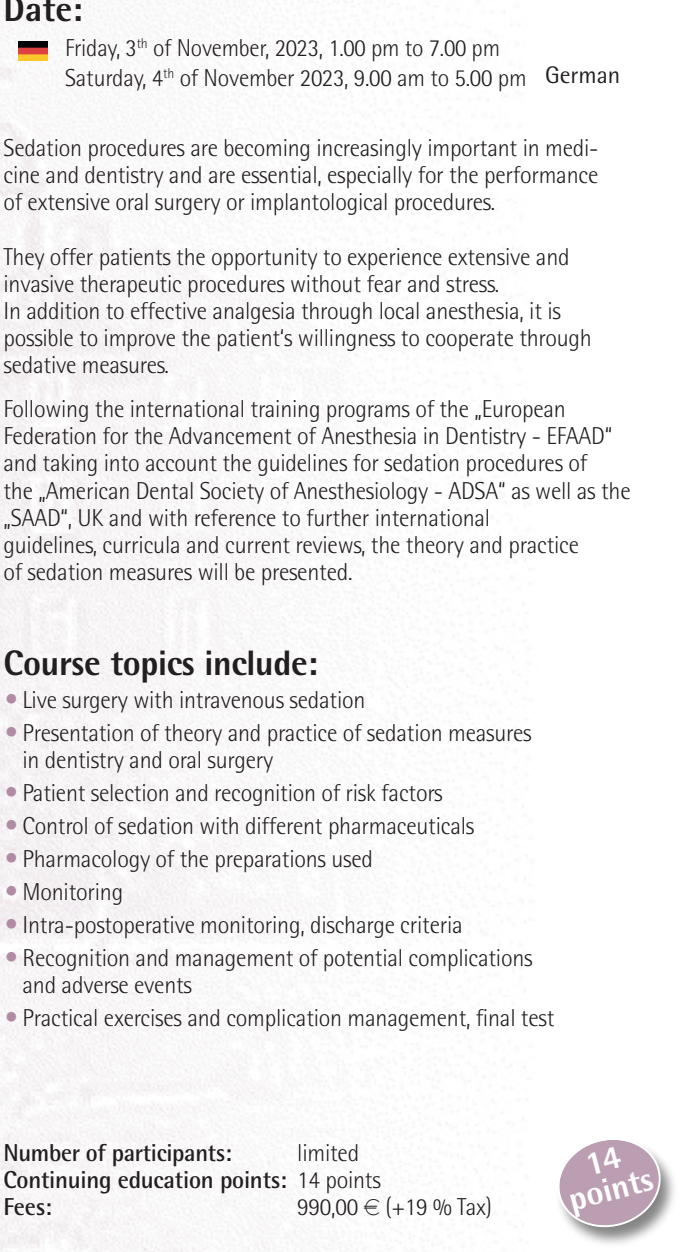 Date:
Friday, 3th of November, 2023, 1.00 pm to 7.00 pm
Saturday, 4th of November 2023, 9.00 am to 5.00 pm German
Sedation procedures are becoming increasingly important in medi-
cine and dentistry and are essential, especially for the performance
of extensive oral surgery or implantological procedures.
They offer patients the opportunity to experience extensive and
invasive therapeutic procedures without fear and stress.
In addition to effective analgesia through local anesthesia, it is
possible to improve the patient‘s willingness to cooperate through
sedative measures.
Following the international training programs of the „European
Federation for the Advancement of Anesthesia in Dentistry - EFAAD“
and taking into account the guidelines for sedation procedures of
the „American Dental Society of Anesthesiology - ADSA“ as well as the
„SAAD“, UK and with reference to further international
guidelines, curricula and current reviews, the theory and practice
of sedation measures will be presented.
Course topics include:
• Live surgery with intravenous sedation
• Presentation of theory and practice of sedation measures
in dentistry and oral surgery
• Patient selection and recognition of risk factors
• Control of sedation with different pharmaceuticals
• Pharmacology of the preparations used
• Monitoring
• Intra-postoperative monitoring, discharge criteria
• Recognition and management of potential complications
and adverse events
• Practical exercises and complication management, final test
Number of participants: limited
Continuing education points: 14 points
Fees: 990,00 € (+19 % Tax)
14
points